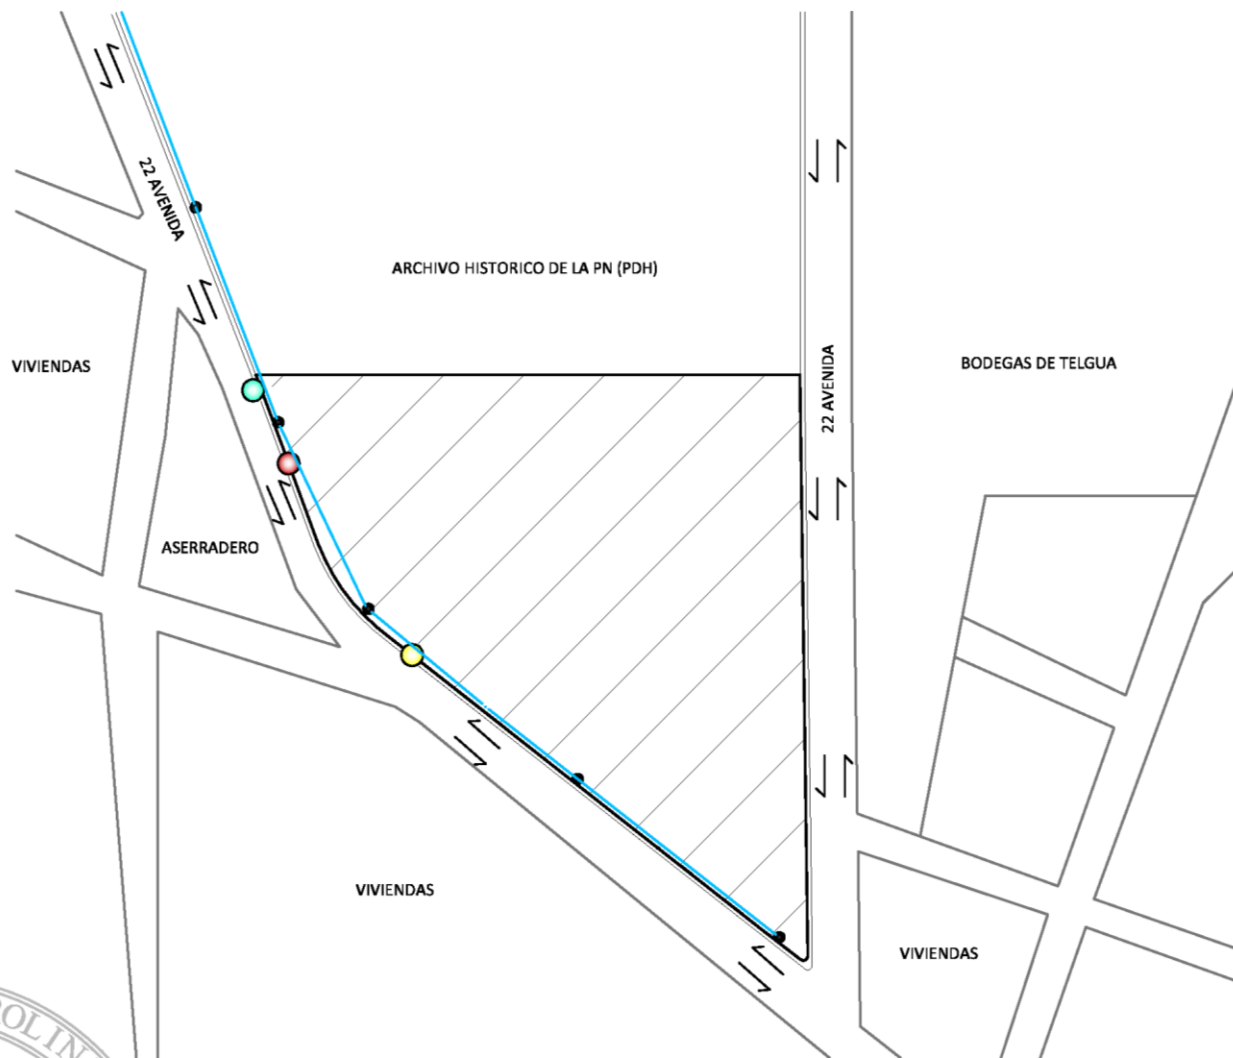 22 AVENIDA
ARCHIVO HISTORICO DE LA PN (PDH)
VIVIENDAS
22 AVENIDA
BODEGAS DE TELGUA
ASERRADERO
VIVIENDAS
VIVIENDAS